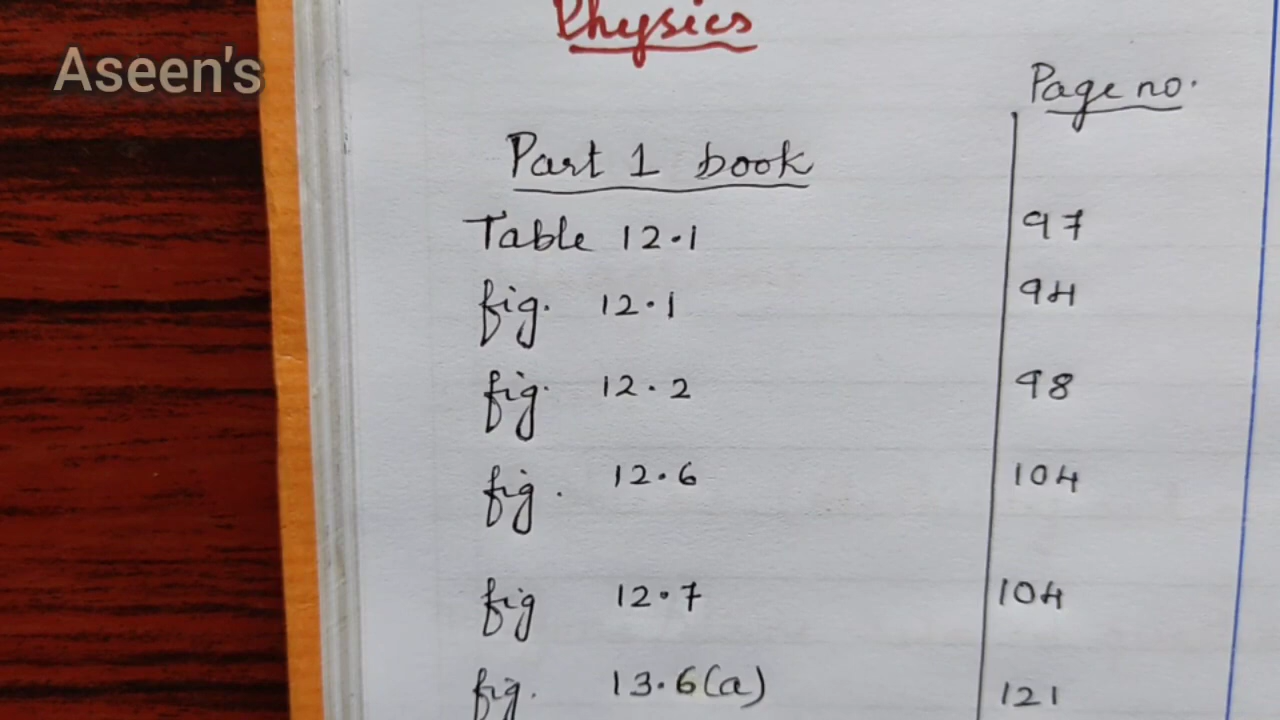 Physics
Aseen's
Page no.
Part 1 book
Table 12.1 97
fig. 12.1 94
fig. 12.2 98
fig. 12.6 104
fig 12.7 104
fig. 13.6(a) 121